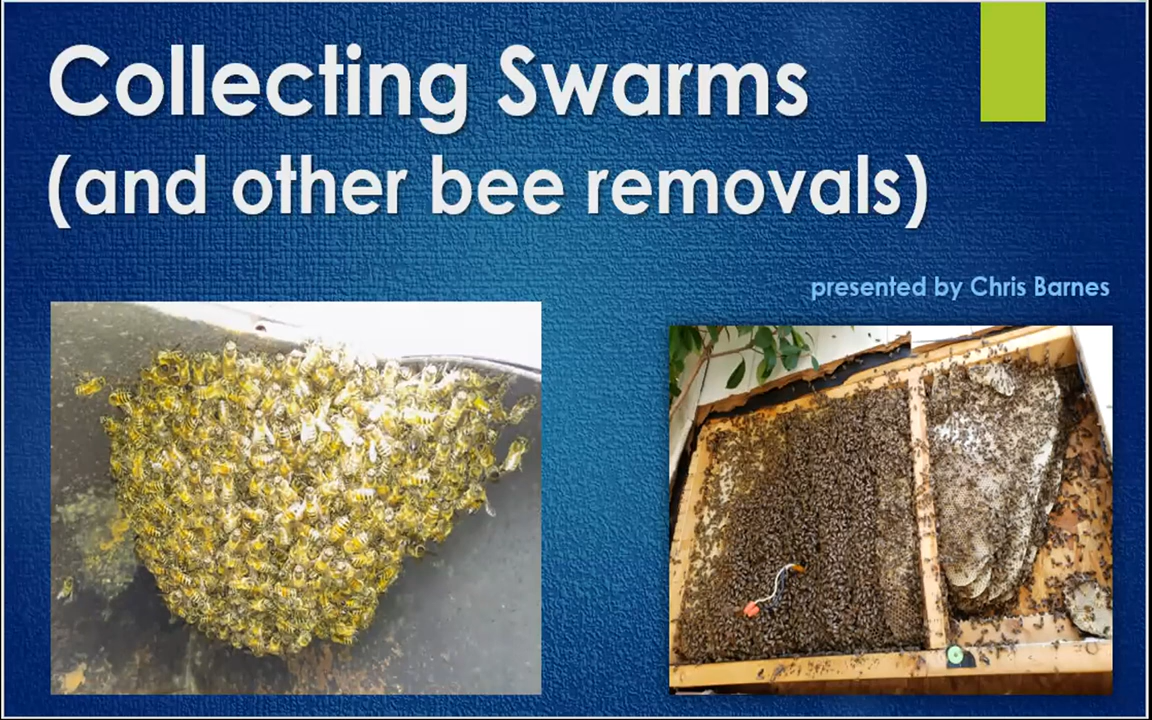 Collecting Swarms
(and other bee removals)
presented by Chris Barnes